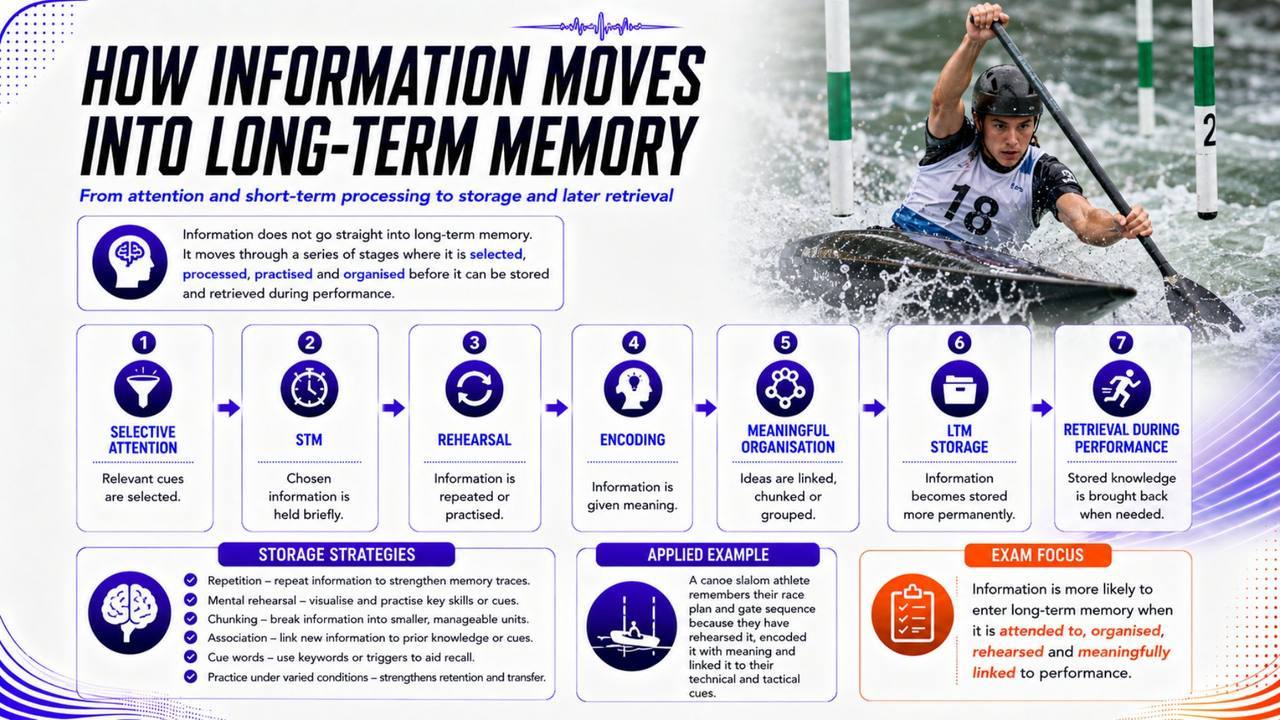 HOW INFORMATION MOVES
INTO LONG-TERM MEMORY
From attention and short-term processing to storage and later retrieval
Information does not go straight into long-term memory.
It moves through a series of stages where it is selected,
processed, practised and organised before it can be stored
and retrieved during performance.
2
18
1
SELECTIVE
ATTENTION
Relevant cues
are selected.
2
STM
Chosen
information is
held briefly.
3
REHEARSAL
Information is
repeated or
practised.
4
ENCODING
Information is
given meaning.
5
MEANINGFUL
ORGANISATION
Ideas are linked,
chunked or
grouped.
6
LTM
STORAGE
Information
becomes stored
more permanently.
7
RETRIEVAL DURING
PERFORMANCE
Stored knowledge
is brought back
when needed.
STORAGE STRATEGIES
Repetition – repeat information to strengthen memory traces.
Mental rehearsal – visualise and practise key skills or cues.
Chunking – break information into smaller, manageable units.
Association – link new information to prior knowledge or cues.
Cue words – use keywords or triggers to aid recall.
Practice under varied conditions – strengthens retention and transfer.
APPLIED EXAMPLE
A canoe slalom athlete
remembers their race
plan and gate sequence
because they have
rehearsed it, encoded
it with meaning and
linked it to their
technical and tactical
cues.
EXAM FOCUS
Information is more likely to
enter long-term memory when
it is attended to, organised,
rehearsed and meaningfully
linked to performance.